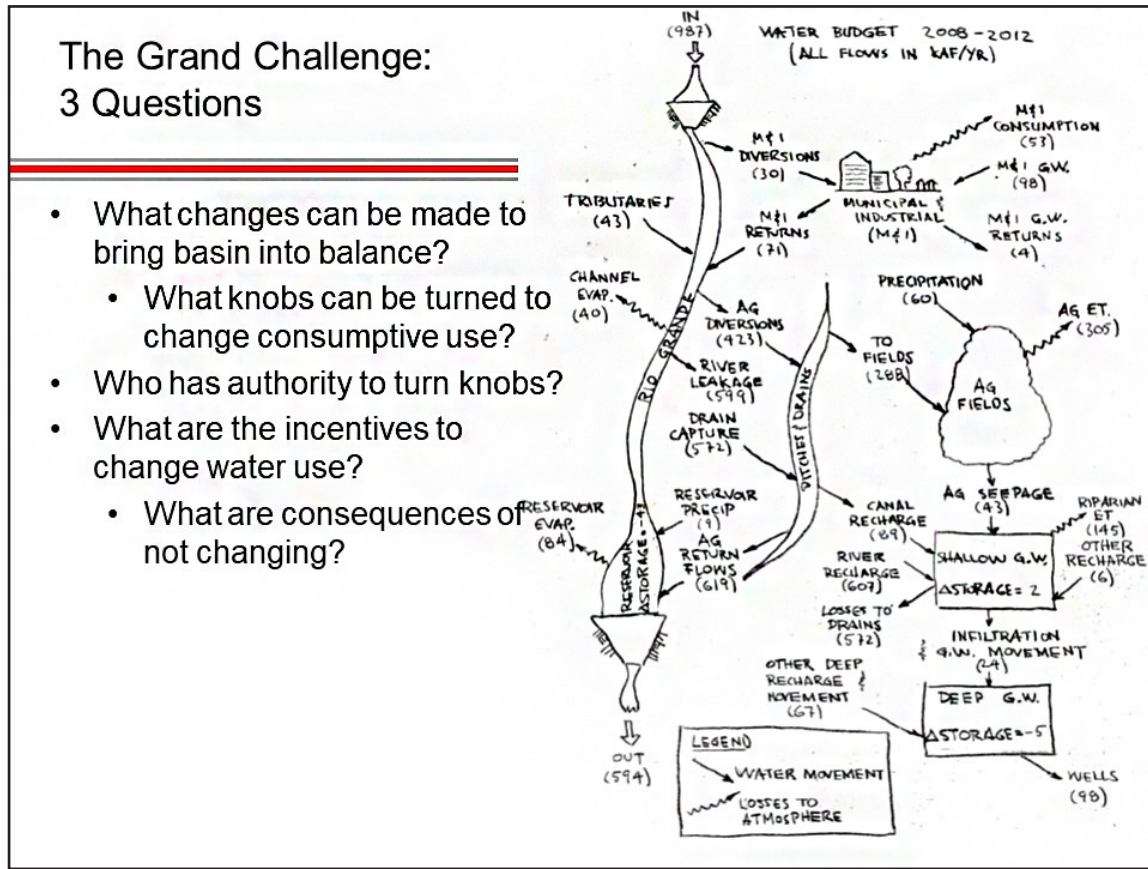 The Grand Challenge:
3 Questions
• What changes can be made to
bring basin into balance?
• What knobs can be turned to
change consumptive use?
• Who has authority to turn knobs?
• What are the incentives to
change water use?
• What are consequences of
not changing?
IN
(987)
WATER BUDGET 2008-2012
(ALL FLOWS IN KAF/YR)
M&I
DIVERSIONS
(30)
M&I
CONSUMPTION
(53)
M&I G.W.
(98)
MUNICIPAL &
INDUSTRIAL
(M&I)
M&I G.W.
RETURNS
(4)
TRIBUTARIES
(43)
M&I
RETURNS
(71)
CHANNEL
EVAP.
(40)
RIO GRANDE
AG
DIVERSIONS
(423)
RIVER
LEAKAGE
(599)
DRAIN
CAPTURE
(572)
DITCHES & DRAINS
TO
FIELDS
(288)
PRECIPITATION
(60)
AG ET.
(305)
AG
FIELDS
AG SEEPAGE
(43)
RESERVOIR
EVAP.
(84)
RESERVOIR
ΔSTORAGE=
RESERVOIR
PRECIP
(9)
AG
RETURN
FLOWS
(619)
CANAL
RECHARGE
(89)
RIVER
RECHARGE
(607)
LOSSES TO
DRAINS
(572)
SHALLOW G.W.
ΔSTORAGE= 2
RIPARIAN
ET
(145)
OTHER
RECHARGE
(6)
INFILTRATION
& G.W. MOVEMENT
(24)
OTHER DEEP
RECHARGE &
MOVEMENT
(67)
DEEP G.W.
ΔSTORAGE=-5
WELLS
(98)
OUT
(594)
LEGEND
WATER MOVEMENT
LOSSES TO
ATMOSPHERE